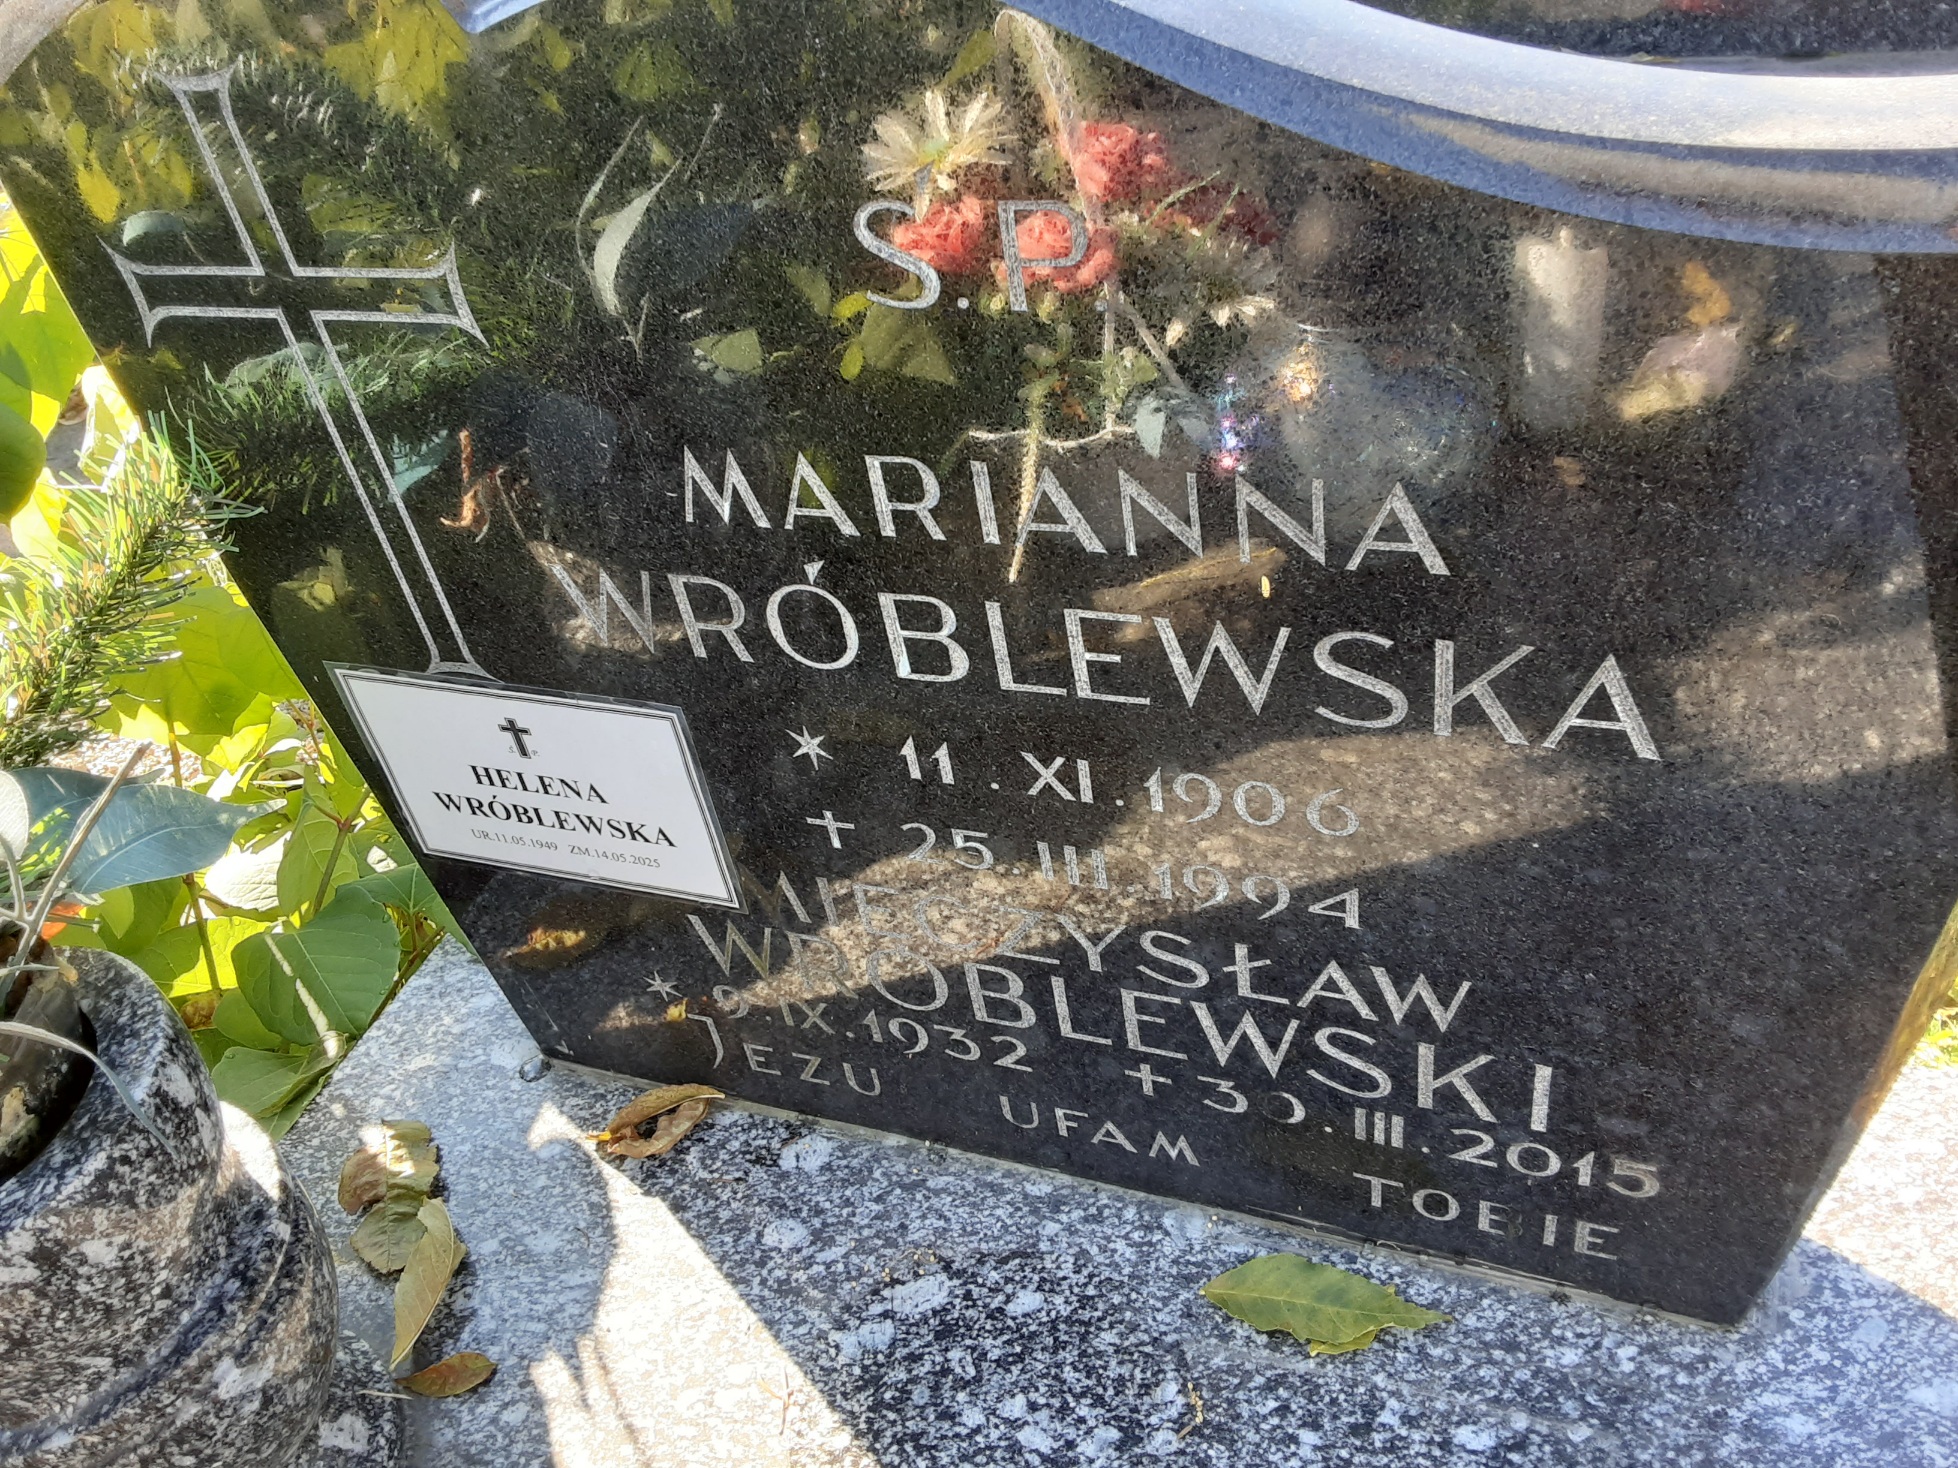 S.P.
MARIANNA
WRÓBLEWSKA
* 11.XI.1906
+ 25.III.1994
MIECZYSŁAW
WRÓBLEWSKI
* 9.IX.1932 + 30.III.2015
JEZU UFAM TOBIE
Ś. P.
HELENA
WRÓBLEWSKA
UR.11.05.1949 ZM.14.05.2025